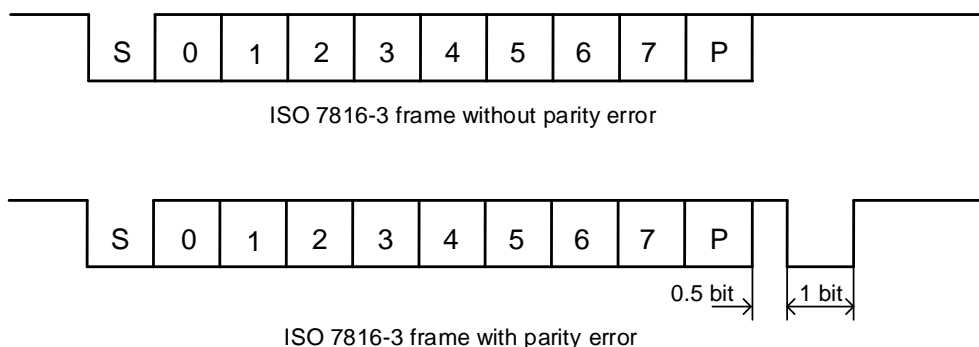 S 0 1 2 3 4 5 6 7 P
ISO 7816-3 frame without parity error
S 0 1 2 3 4 5 6 7 P
0.5 bit 1 bit
ISO 7816-3 frame with parity error